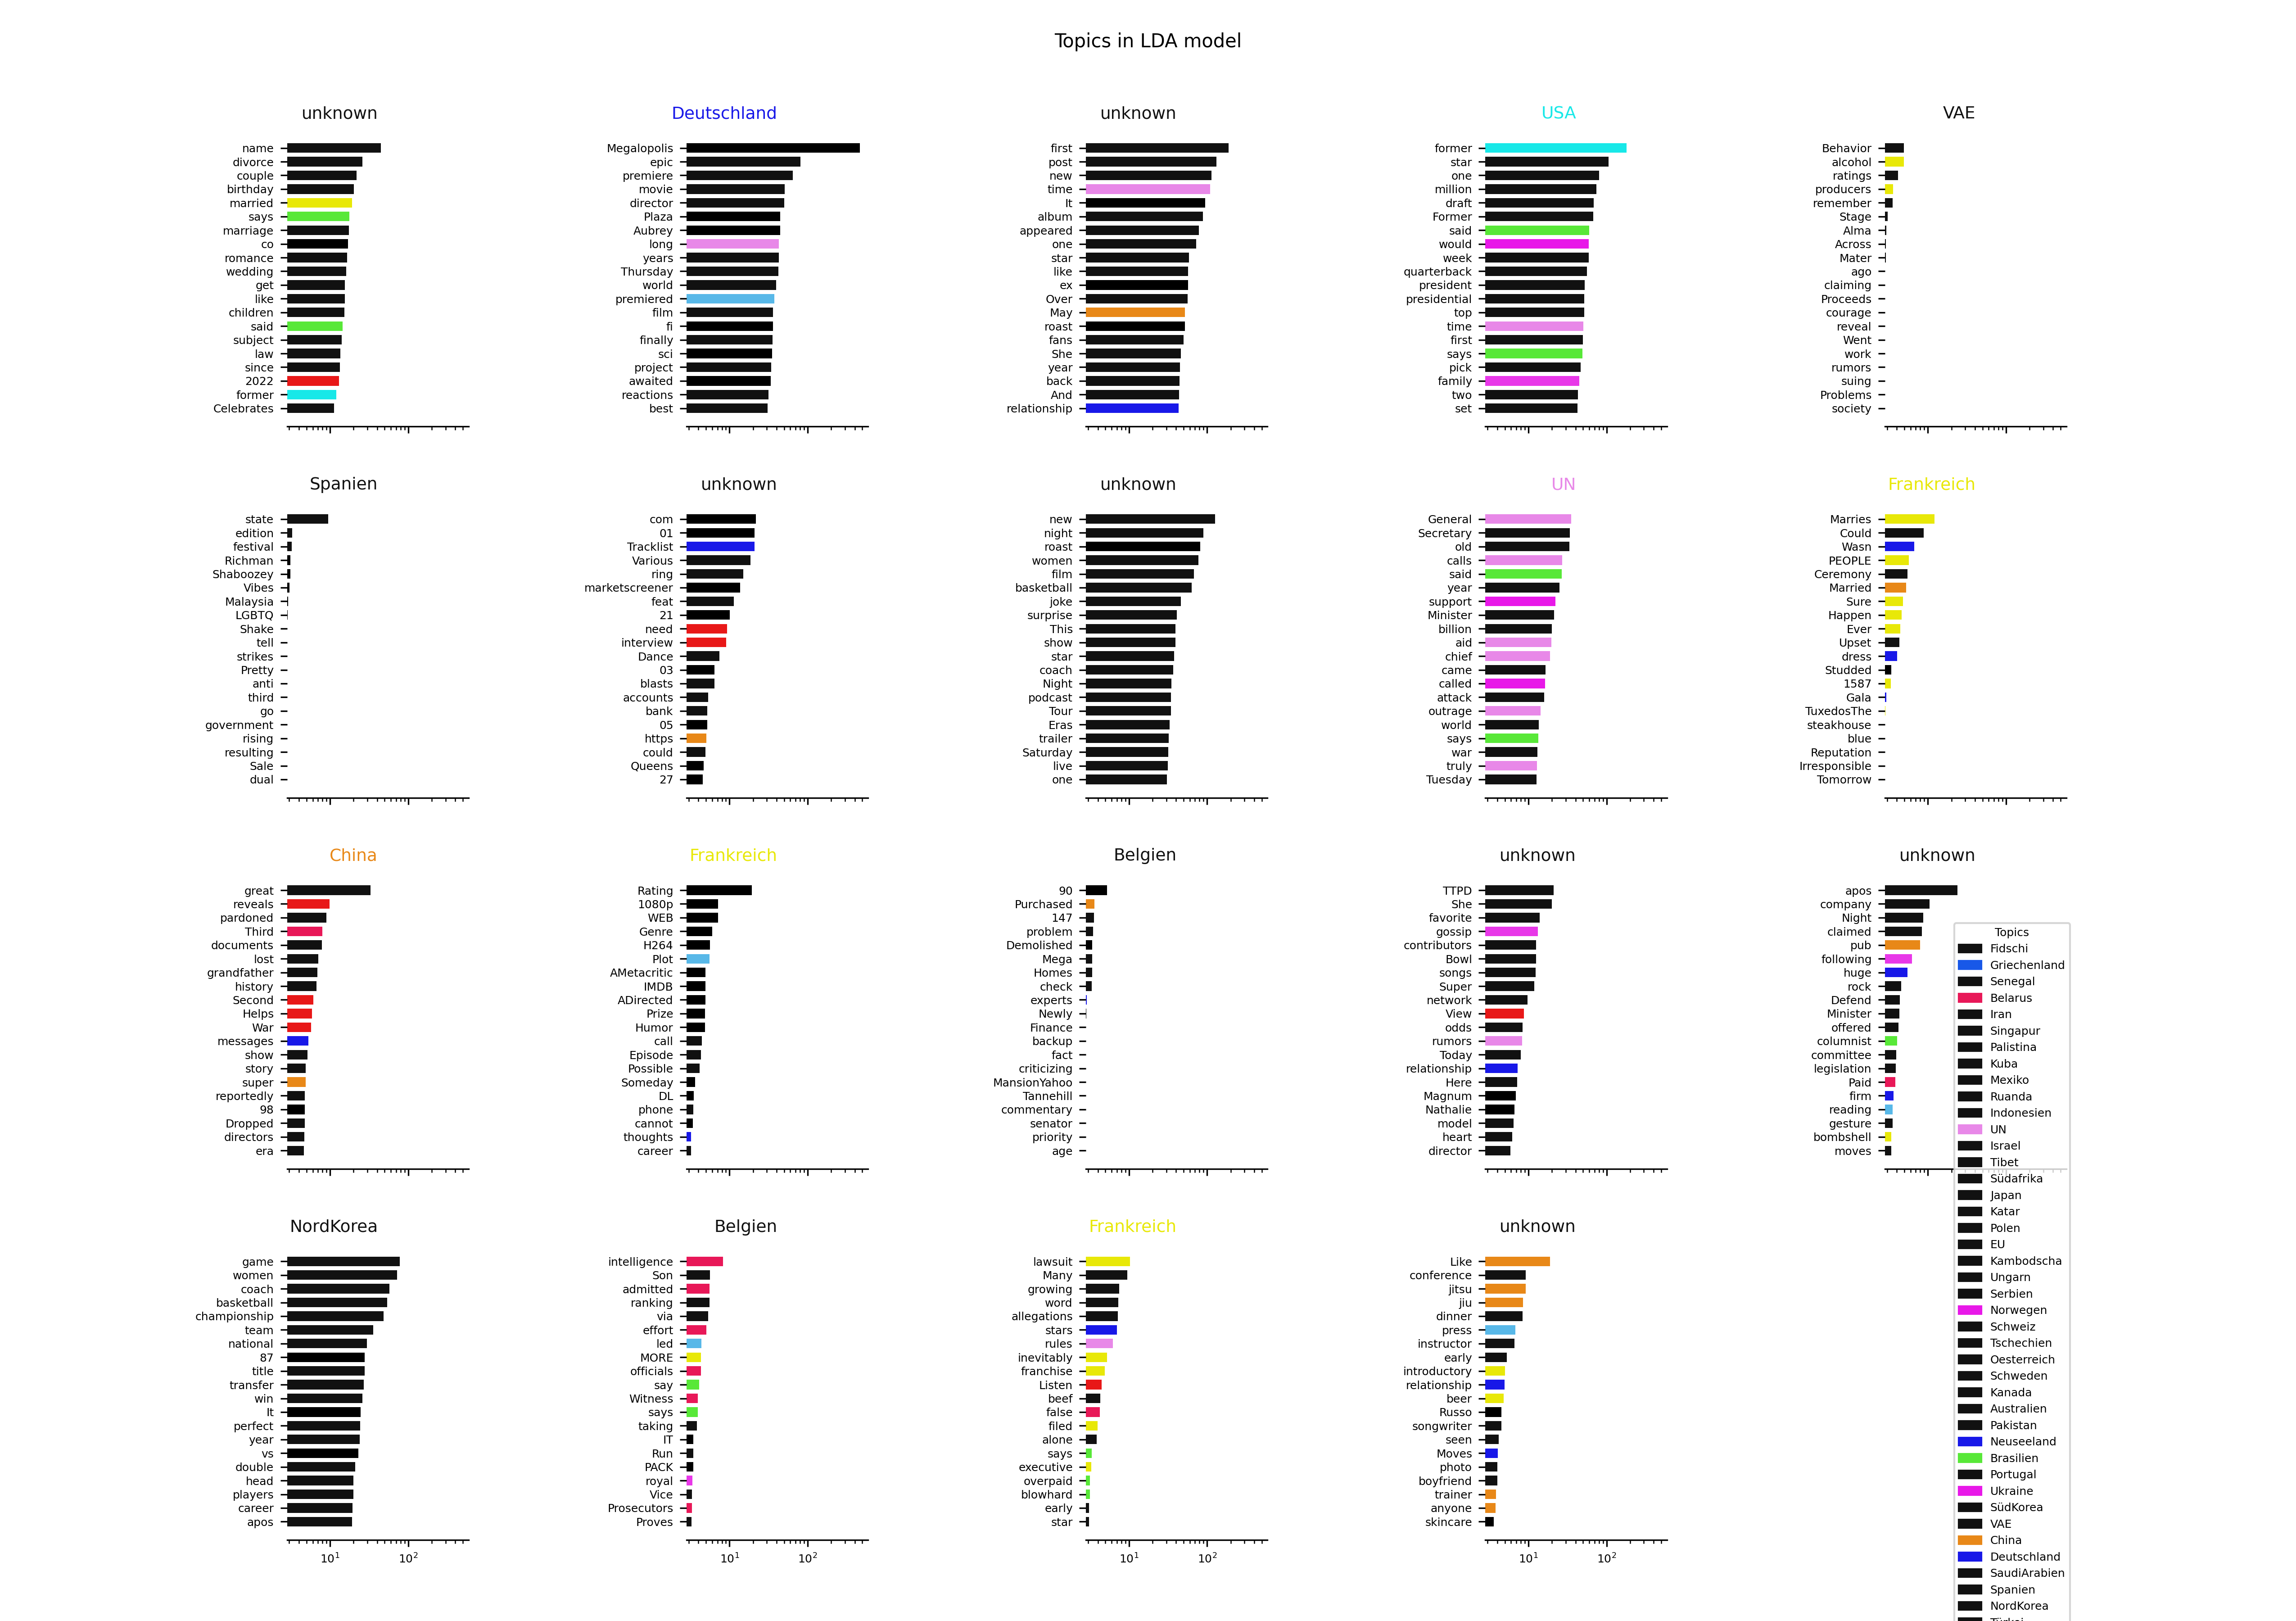 Topics in LDA model
unknown
name
divorce
couple
birthday
married
says
marriage
co
romance
wedding
get
like
children
said
subject
law
since
2022
former
Celebrates
Deutschland
Megalopolis
epic
premiere
movie
director
Plaza
Aubrey
long
years
Thursday
world
premiered
film
fi
finally
sci
project
awaited
reactions
best
unknown
first
post
new
time
It
album
appeared
one
star
like
ex
Over
May
roast
fans
She
year
back
And
relationship
USA
former
star
one
million
draft
Former
said
would
week
quarterback
president
presidential
top
time
first
says
pick
family
two
set
VAE
Behavior
alcohol
ratings
producers
remember
Stage
Alma
Across
Mater
ago
claiming
Proceeds
courage
reveal
Went
work
rumors
suing
Problems
society
Spanien
state
edition
festival
Richman
Shaboozey
Vibes
Malaysia
LGBTQ
Shake
tell
strikes
Pretty
anti
third
go
government
rising
resulting
Sale
dual
unknown
com
01
Tracklist
Various
ring
marketscreener
feat
21
need
interview
Dance
03
blasts
accounts
bank
05
https
could
Queens
27
unknown
new
night
roast
women
film
basketball
joke
surprise
This
show
star
coach
Night
podcast
Tour
Eras
trailer
Saturday
live
one
UN
General
Secretary
old
calls
said
year
support
Minister
billion
aid
chief
came
called
attack
outrage
world
says
war
truly
Tuesday
Frankreich
Marries
Could
Wasn
PEOPLE
Ceremony
Married
Sure
Happen
Ever
Upset
dress
Studded
1587
Gala
TuxedosThe
steakhouse
blue
Reputation
Irresponsible
Tomorrow
China
great
reveals
pardoned
Third
documents
lost
grandfather
history
Second
Helps
War
messages
show
story
super
reportedly
98
Dropped
directors
era
Frankreich
Rating
1080p
WEB
Genre
H264
Plot
AMetacritic
IMDB
ADirected
Prize
Humor
call
Episode
Possible
Someday
DL
phone
cannot
thoughts
career
Belgien
90
Purchased
147
problem
Demolished
Mega
Homes
check
experts
Newly
Finance
backup
fact
criticizing
MansionYahoo
Tannehill
commentary
senator
priority
age
unknown
TTPD
She
favorite
gossip
contributors
Bowl
songs
Super
network
View
odds
rumors
Today
relationship
Here
Magnum
Nathalie
model
heart
director
unknown
apos
company
Night
claimed
pub
following
huge
rock
Defend
Minister
offered
columnist
committee
legislation
Paid
firm
reading
gesture
bombshell
moves
NordKorea
game
women
coach
basketball
championship
team
national
87
title
transfer
win
It
perfect
year
vs
double
head
players
career
apos
10¹ 10²
Belgien
intelligence
Son
admitted
ranking
via
effort
led
MORE
officials
say
Witness
says
taking
IT
Run
PACK
royal
Vice
Prosecutors
Proves
10¹ 10²
Frankreich
lawsuit
Many
growing
word
allegations
stars
rules
inevitably
franchise
Listen
beef
false
filed
alone
says
executive
overpaid
blowhard
early
star
10¹ 10²
unknown
Like
conference
jitsu
jiu
dinner
press
instructor
early
introductory
relationship
beer
Russo
songwriter
seen
Moves
photo
boyfriend
trainer
anyone
skincare
10¹ 10²
Topics
Fidschi
Griechenland
Senegal
Belarus
Iran
Singapur
Palistina
Kuba
Mexiko
Ruanda
Indonesien
UN
Israel
Tibet
Südafrika
Japan
Katar
Polen
EU
Kambodscha
Ungarn
Serbien
Norwegen
Schweiz
Tschechien
Oesterreich
Schweden
Kanada
Australien
Pakistan
Neuseeland
Brasilien
Portugal
Ukraine
SüdKorea
VAE
China
Deutschland
SaudiArabien
Spanien
NordKorea